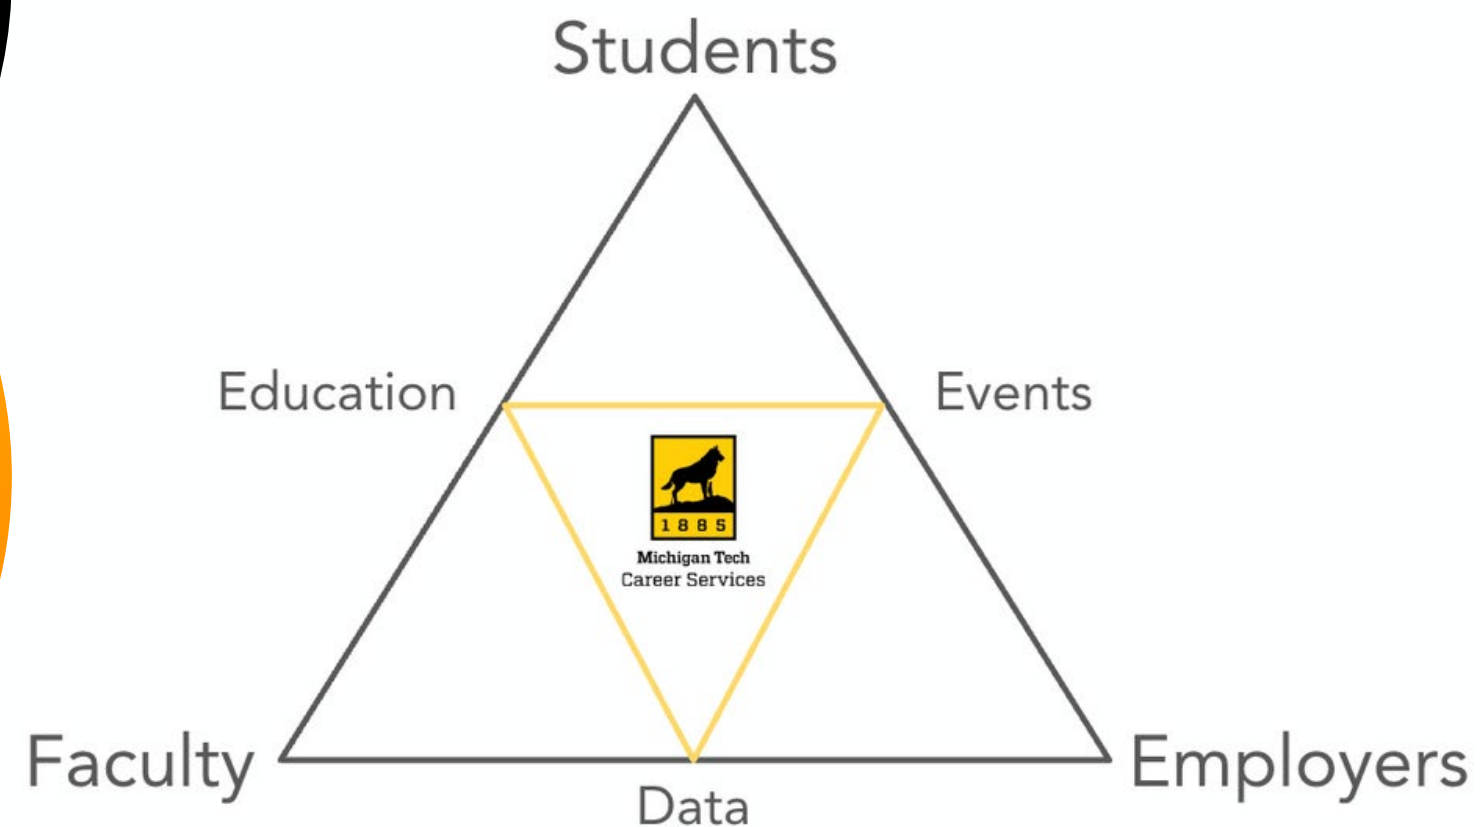 Students
Education
Events
1885
Michigan Tech
Career Services
Faculty
Employers
Data